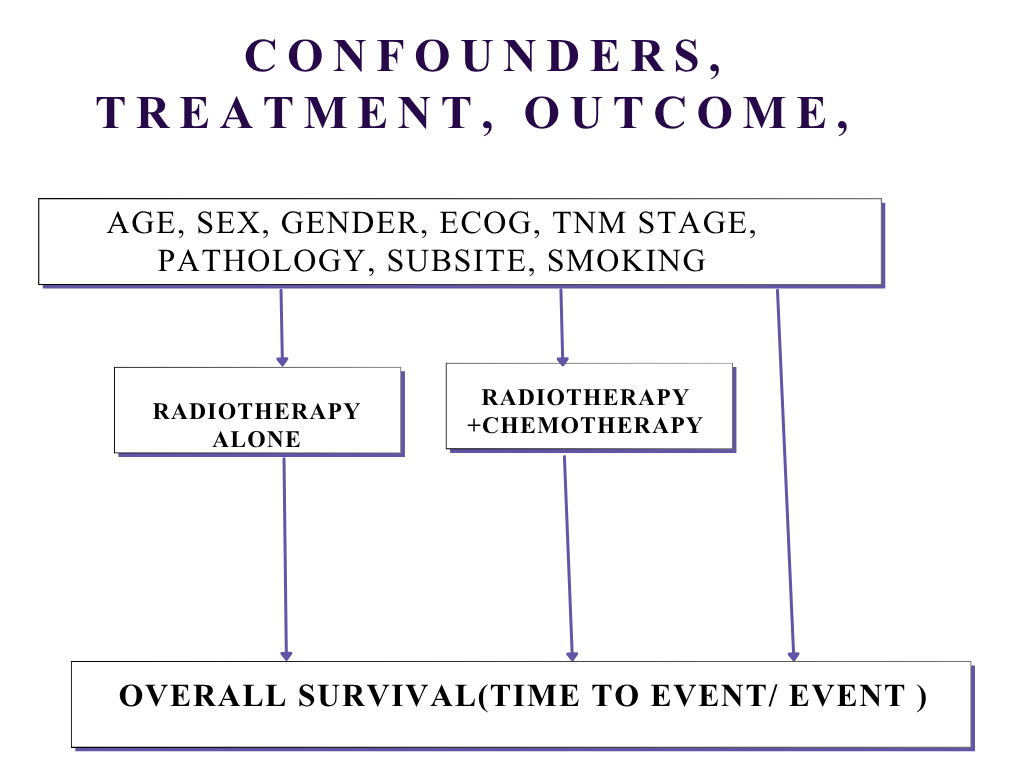 CONFOUNDERS,
TREATMENT, OUTCOME,
AGE, SEX, GENDER, ECOG, TNM STAGE,
PATHOLOGY, SUBSITE, SMOKING
RADIOTHERAPY
ALONE
RADIOTHERAPY
+CHEMOTHERAPY
OVERALL SURVIVAL(TIME TO EVENT/ EVENT )